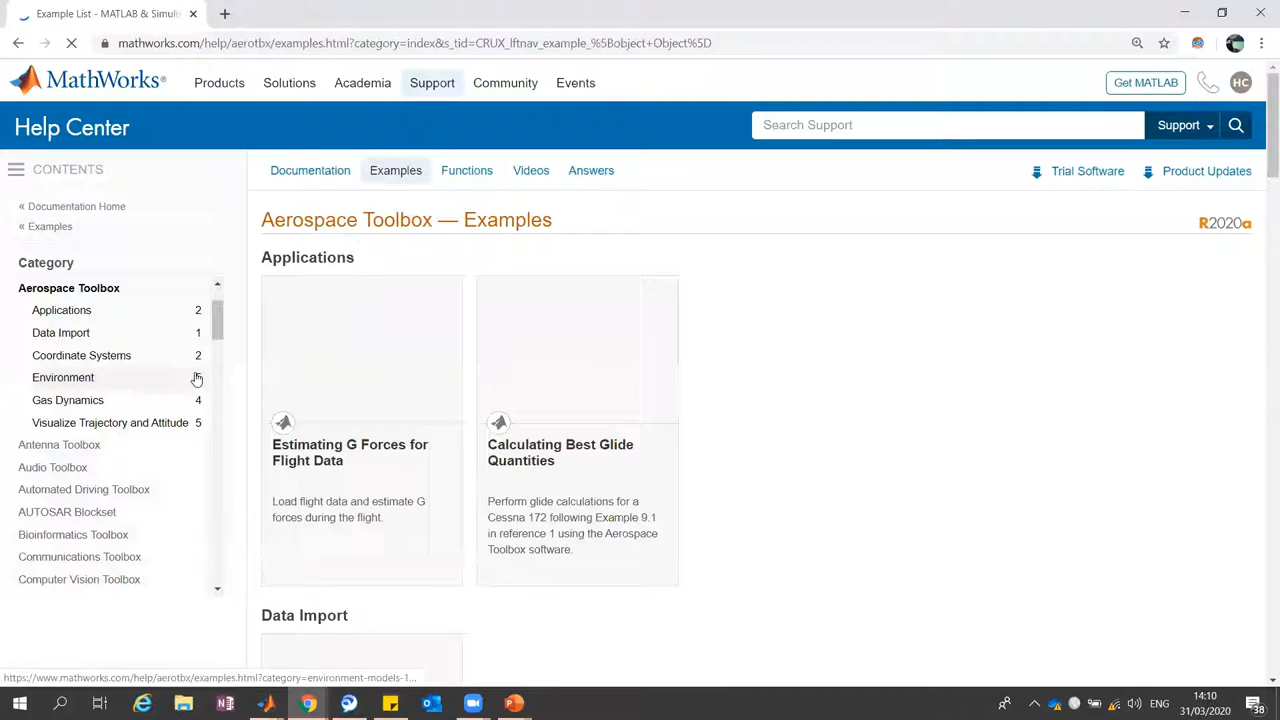 Example List - MATLAB & Simuli
mathworks.com/help/aerotbx/examples.html?category=index&s_tid=CRUX_lftnav_example_%5Bobject+Object%5D
MathWorks®
Products
Solutions
Academia
Support
Community
Events
Get MATLAB
HC
Help Center
Search Support
Support
CONTENTS
Documentation
Examples
Functions
Videos
Answers
Trial Software
Product Updates
« Documentation Home
« Examples
Aerospace Toolbox — Examples
R2020a
Category
Aerospace Toolbox
Applications 2
Data Import 1
Coordinate Systems 2
Environment
Gas Dynamics 4
Visualize Trajectory and Attitude 5
Antenna Toolbox
Audio Toolbox
Automated Driving Toolbox
AUTOSAR Blockset
Bioinformatics Toolbox
Communications Toolbox
Computer Vision Toolbox
Applications
Estimating G Forces for
Flight Data
Load flight data and estimate G
forces during the flight.
Calculating Best Glide
Quantities
Perform glide calculations for a
Cessna 172 following Example 9.1
in reference 1 using the Aerospace
Toolbox software.
Data Import
https://www.mathworks.com/help/aerotbx/examples.html?category=environment-models-1...
ENG
14:10
31/03/2020
38